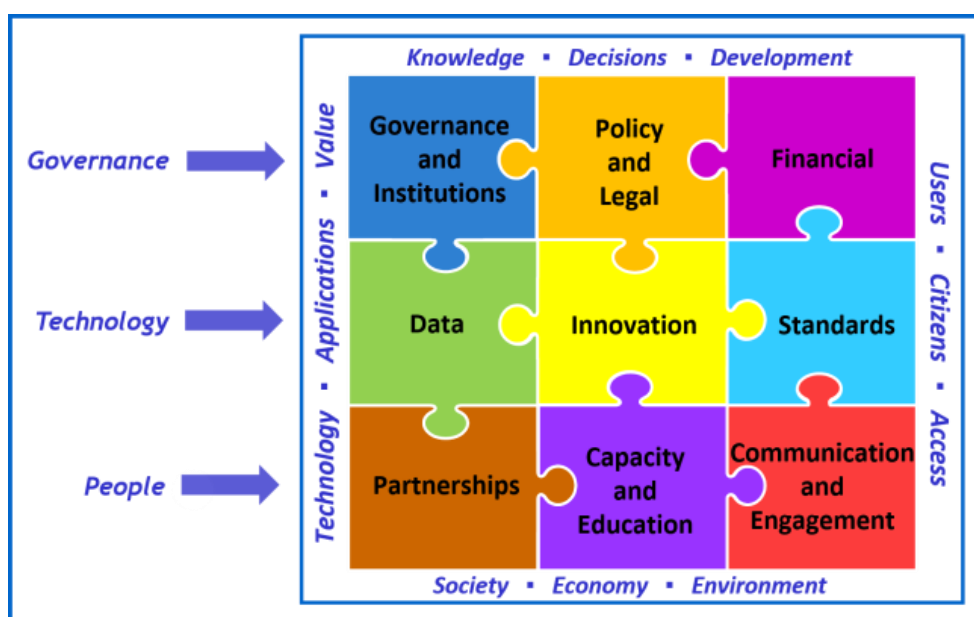 Knowledge ▪ Decisions ▪ Development
Governance
Technology
People
Technology ▪ Applications ▪ Value
Governance
and
Institutions
Policy
and
Legal
Financial
Data
Innovation
Standards
Partnerships
Capacity
and
Education
Communication
and
Engagement
Users ▪ Citizens ▪ Access
Society ▪ Economy ▪ Environment